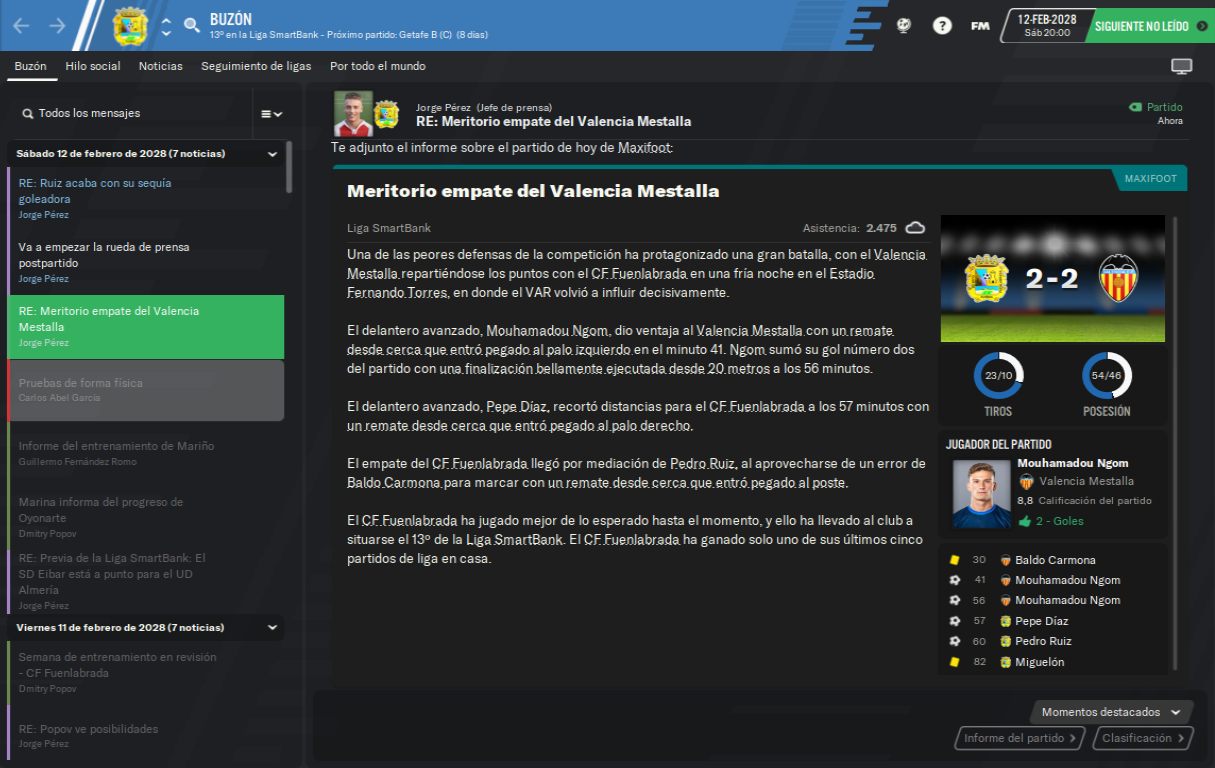 BUZÓN
13º en la Liga SmartBank - Próximo partido: Getafe B (C) (8 días)
?
FM
12-FEB-2028
Sáb 20:00
SIGUIENTE NO LEÍDO
Buzón
Hilo social
Noticias
Seguimiento de ligas
Por todo el mundo
Todos los mensajes
Sábado 12 de febrero de 2028 (7 noticias)
RE: Ruiz acaba con su sequía
goleadora
Jorge Pérez
Va a empezar la rueda de prensa
postpartido
Jorge Pérez
RE: Meritorio empate del Valencia
Mestalla
Jorge Pérez
Pruebas de forma física
Carlos Abel García
Informe del entrenamiento de Mariño
Guillermo Fernández Romo
Marina informa del progreso de
Oyonarte
Dmitry Popov
RE: Previa de la Liga SmartBank: El
SD Eibar está a punto para el UD
Almería
Jorge Pérez
Viernes 11 de febrero de 2028 (7 noticias)
Semana de entrenamiento en revisión
- CF Fuenlabrada
Dmitry Popov
RE: Popov ve posibilidades
Jorge Pérez
Jorge Pérez (Jefe de prensa)
RE: Meritorio empate del Valencia Mestalla
Partido
Ahora
Te adjunto el informe sobre el partido de hoy de Maxifoot:
Meritorio empate del Valencia Mestalla
MAXIFOOT
Liga SmartBank
Asistencia: 2.475
Una de las peores defensas de la competición ha protagonizado una gran batalla, con el Valencia
Mestalla repartiéndose los puntos con el CF Fuenlabrada en una fría noche en el Estadio
Fernando Torres, en donde el VAR volvió a influir decisivamente.
El delantero avanzado, Mouhamadou Ngom, dio ventaja al Valencia Mestalla con un remate
desde cerca que entró pegado al palo izquierdo en el minuto 41. Ngom sumó su gol número dos
del partido con una finalización bellamente ejecutada desde 20 metros a los 56 minutos.
El delantero avanzado, Pepe Díaz, recortó distancias para el CF Fuenlabrada a los 57 minutos con
un remate desde cerca que entró pegado al palo derecho.
El empate del CF Fuenlabrada llegó por mediación de Pedro Ruiz, al aprovecharse de un error de
Baldo Carmona para marcar con un remate desde cerca que entró pegado al poste.
El CF Fuenlabrada ha jugado mejor de lo esperado hasta el momento, y ello ha llevado al club a
situarse el 13º de la Liga SmartBank. El CF Fuenlabrada ha ganado solo uno de sus últimos cinco
partidos de liga en casa.
2-2
23/10
TIROS
54/46
POSESIÓN
JUGADOR DEL PARTIDO
Mouhamadou Ngom
Valencia Mestalla
8,8 Calificación del partido
2 - Goles
30 Baldo Carmona
41 Mouhamadou Ngom
56 Mouhamadou Ngom
57 Pepe Díaz
60 Pedro Ruiz
82 Miguelón
Momentos destacados
Informe del partido
Clasificación